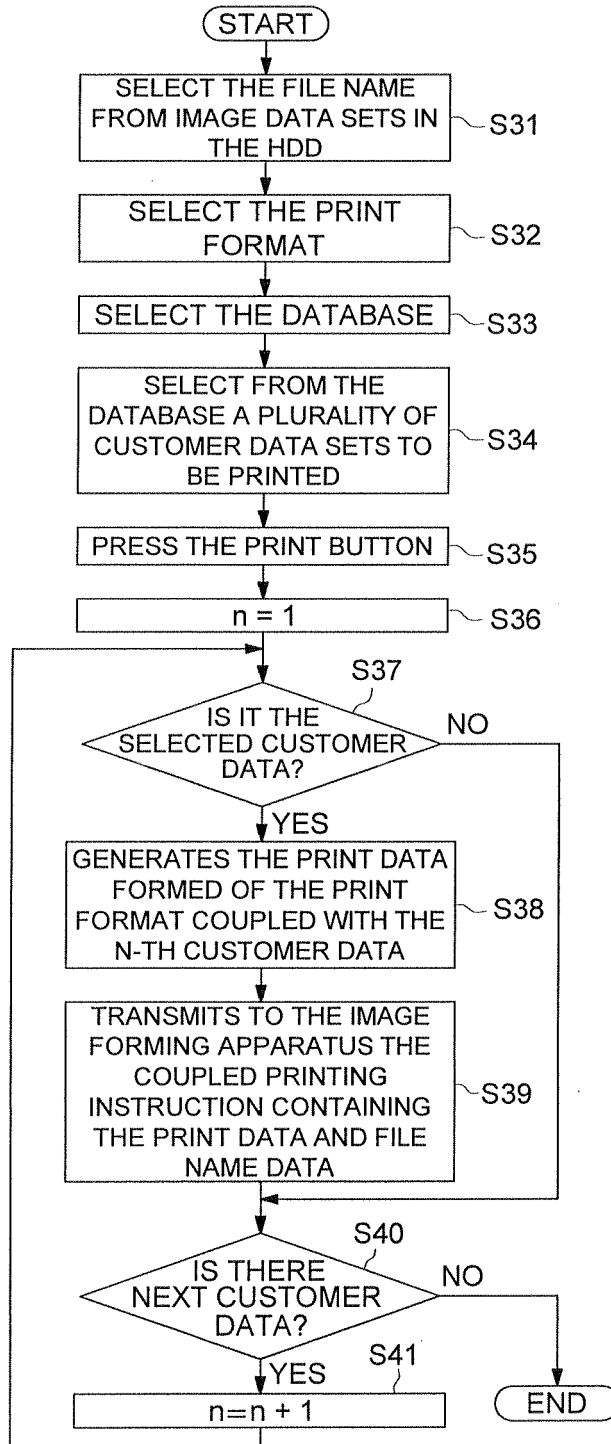 START
SELECT THE FILE NAME
FROM IMAGE DATA SETS IN
THE HDD
S31
SELECT THE PRINT
FORMAT
S32
SELECT THE DATABASE
S33
SELECT FROM THE
DATABASE A PLURALITY OF
CUSTOMER DATA SETS TO
BE PRINTED
S34
PRESS THE PRINT BUTTON
S35
n = 1
S36
S37
IS IT THE
SELECTED CUSTOMER
DATA?
NO
YES
GENERATES THE PRINT DATA
FORMED OF THE PRINT
FORMAT COUPLED WITH THE
N-TH CUSTOMER DATA
S38
TRANSMITS TO THE IMAGE
FORMING APPARATUS THE
COUPLED PRINTING
INSTRUCTION CONTAINING
THE PRINT DATA AND FILE
NAME DATA
S39
S40
IS THERE
NEXT CUSTOMER
DATA?
NO
YES
S41
n=n + 1
END